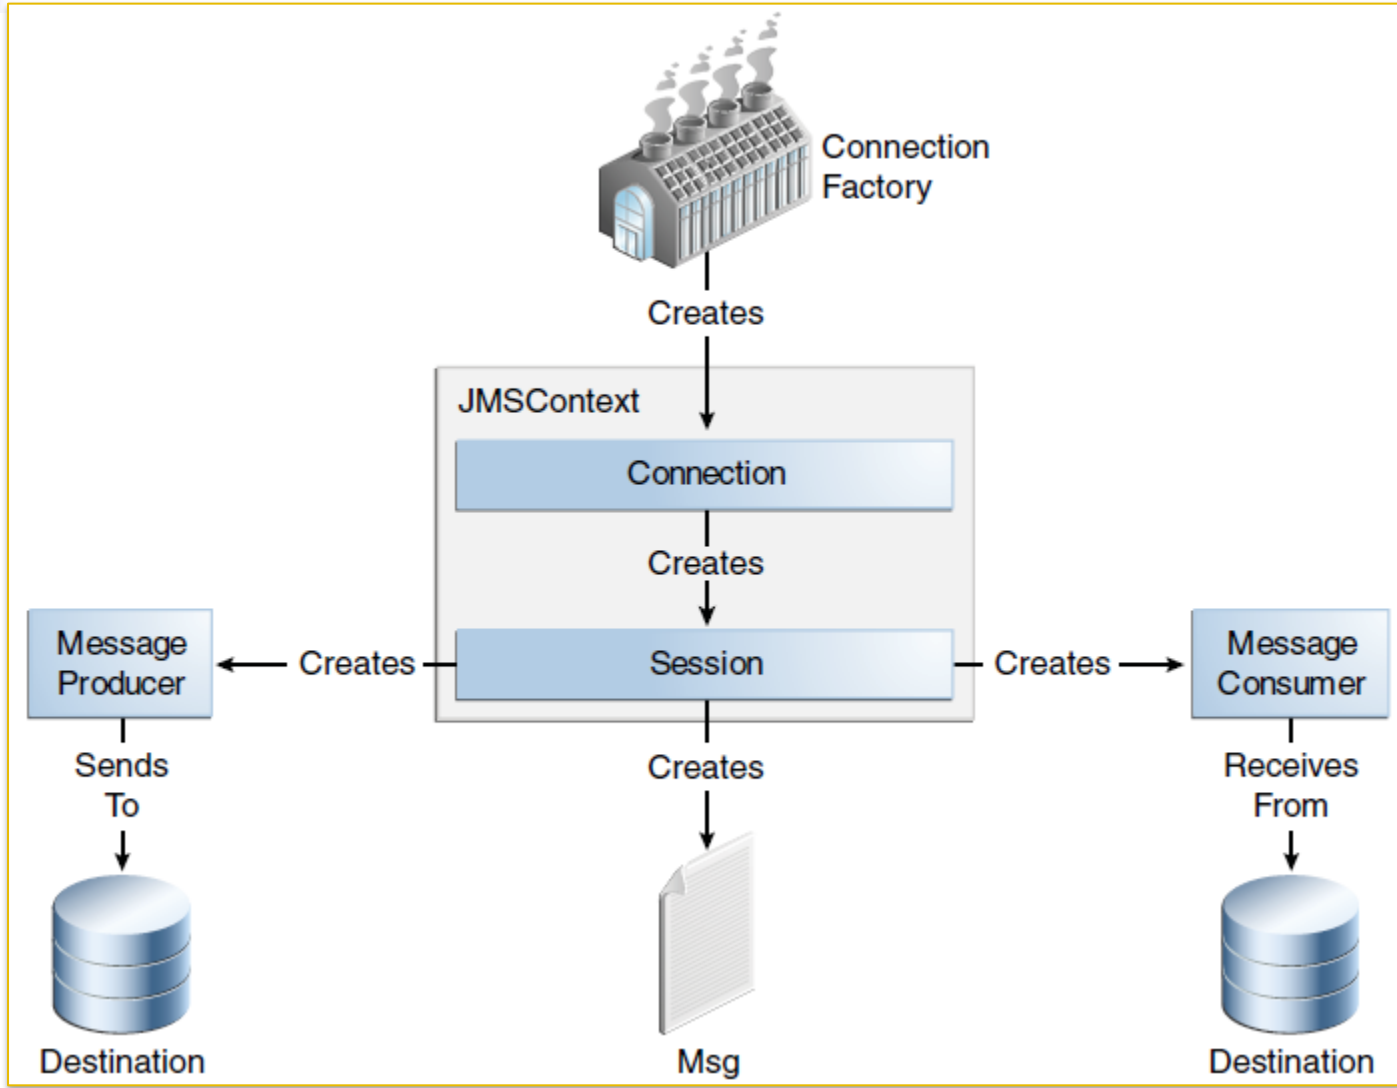 Connection
Factory
Creates
JMSContext
Connection
Creates
Session
Creates
Message
Producer
Creates
Message
Consumer
Sends
To
Creates
Receives
From
Destination
Msg
Destination